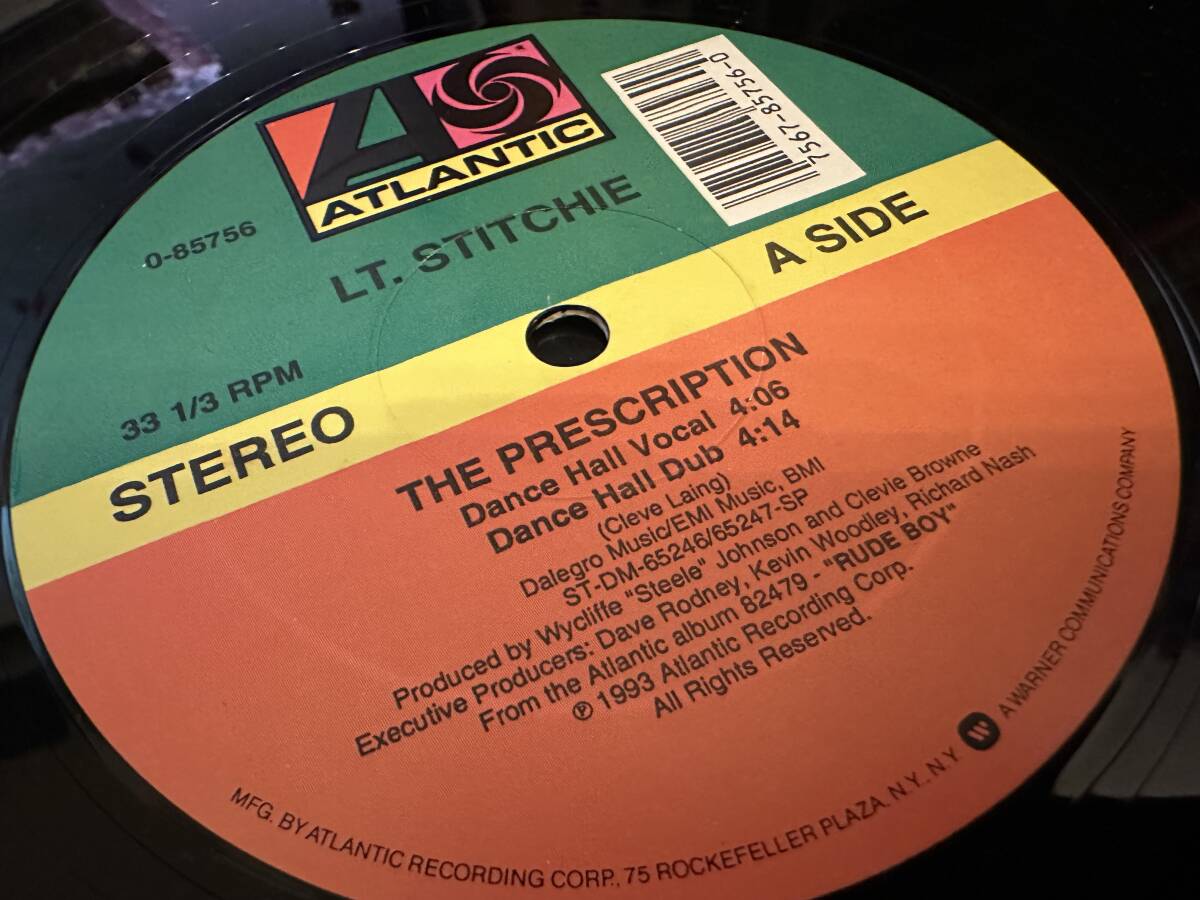 ATLANTIC
7567-85756-0
0-85756
LT. STITCHIE
A SIDE
33 1/3 RPM
STEREO
THE PRESCRIPTION
Dance Hall Vocal 4:06
Dance Hall Dub 4:14
(Cleve Laing)
Dalegro Music/EMI Music, BMI
ST-DM-65246/65247-SP
Produced by Wycliffe "Steele" Johnson and Clevie Browne
Executive Producers: Dave Rodney, Kevin Woodley, Richard Nash
From the Atlantic album 82479 - "RUDE BOY"
℗ 1993 Atlantic Recording Corp.
All Rights Reserved.
MFG. BY ATLANTIC RECORDING CORP., 75 ROCKEFELLER PLAZA, N.Y., N.Y A WARNER COMMUNICATIONS COMPANY